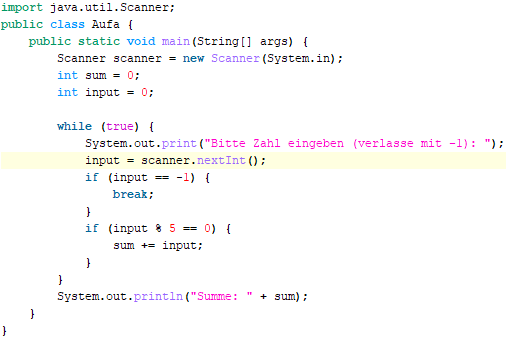 import java.util.Scanner;
public class Aufa {
    public static void main(String[] args) {
        Scanner scanner = new Scanner(System.in);
        int sum = 0;
        int input = 0;

        while (true) {
            System.out.print("Bitte Zahl eingeben (verlasse mit -1): ");
            input = scanner.nextInt();
            if (input == -1) {
                break;
            }
            if (input % 5 == 0) {
                sum += input;
            }
        }
        System.out.println("Summe: " + sum);
    }
}